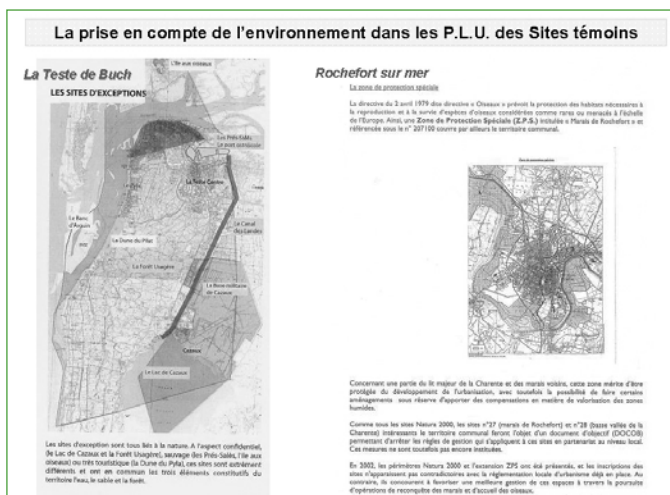 La prise en compte de l'environnement dans les P.L.U. des Sites témoins
La Teste de Buch
LES SITES D'EXCEPTIONS
L'Ile aux oiseaux
Les Prés-Salés,
La Teste Centre
Le Canal
des Landes
Le Banc
d'Arguin
La Dune du Pilat
La Forêt Usagère
La Base militaire
de Cazaux
Cazaux
Le Lac de Cazaux
Les sites d'exception sont tous liés à la nature. A l'aspect confidentiel,
(le Lac de Cazaux et la Forêt Usagère), sauvage des Prés-Salés, l'Ile aux
oiseaux) ou très touristique (la Dune du Pyla), ces sites sont extrêmement
différents et ont en commun les trois éléments constitutifs du
territoire l'eau, le sable et la forêt.
Rochefort sur mer
La zone de protection spéciale
La directive du 2 avril 1979 dite directive « Oiseaux » prévoit la protection des habitats nécessaires à
la reproduction et à la survie d'espèces d'oiseaux considérées comme rares ou menacés à l'échelle
de l'Europe. Ainsi, une Zone de Protection Spéciale (Z.P.S.) intitulée « Marais de Rochefort » et
référencée sous le n° 207100 couvre par ailleurs le territoire communal.
Zone de protection spéciale
Concernant une partie du lit majeur de la Charente et des marais voisins, cette zone mérite d'être
protégée du développement de l'urbanisation, avec toutefois la possibilité de faire certains
aménagements sous réserve d'apporter des compensations en matière de valorisation des zones
humides.
Comme tous les sites Natura 2000, les sites n°27 (marais de Rochefort) et n°28 (basse vallée de la
Charente) intéressants le territoire communal feront l'objet d'un document d'objectif (DOCOB)
permettant d'arrêter les règles de gestion qui s'appliquent à ces sites en partenariat au niveau local.
Ces mesures ne sont toutefois pas encore instituées.
En 2002, les périmètres Natura 2000 et l'extension ZPS ont été présentés, et les inscriptions des
sites n'apparaissent pas contradictoires avec la réglementation locale d'urbanisme déjà en place. Au
contraire, ils concourent à favoriser une meilleure gestion de ces espaces à travers la poursuite
d'opérations de reconquête des marais et d'accueil des oiseaux.